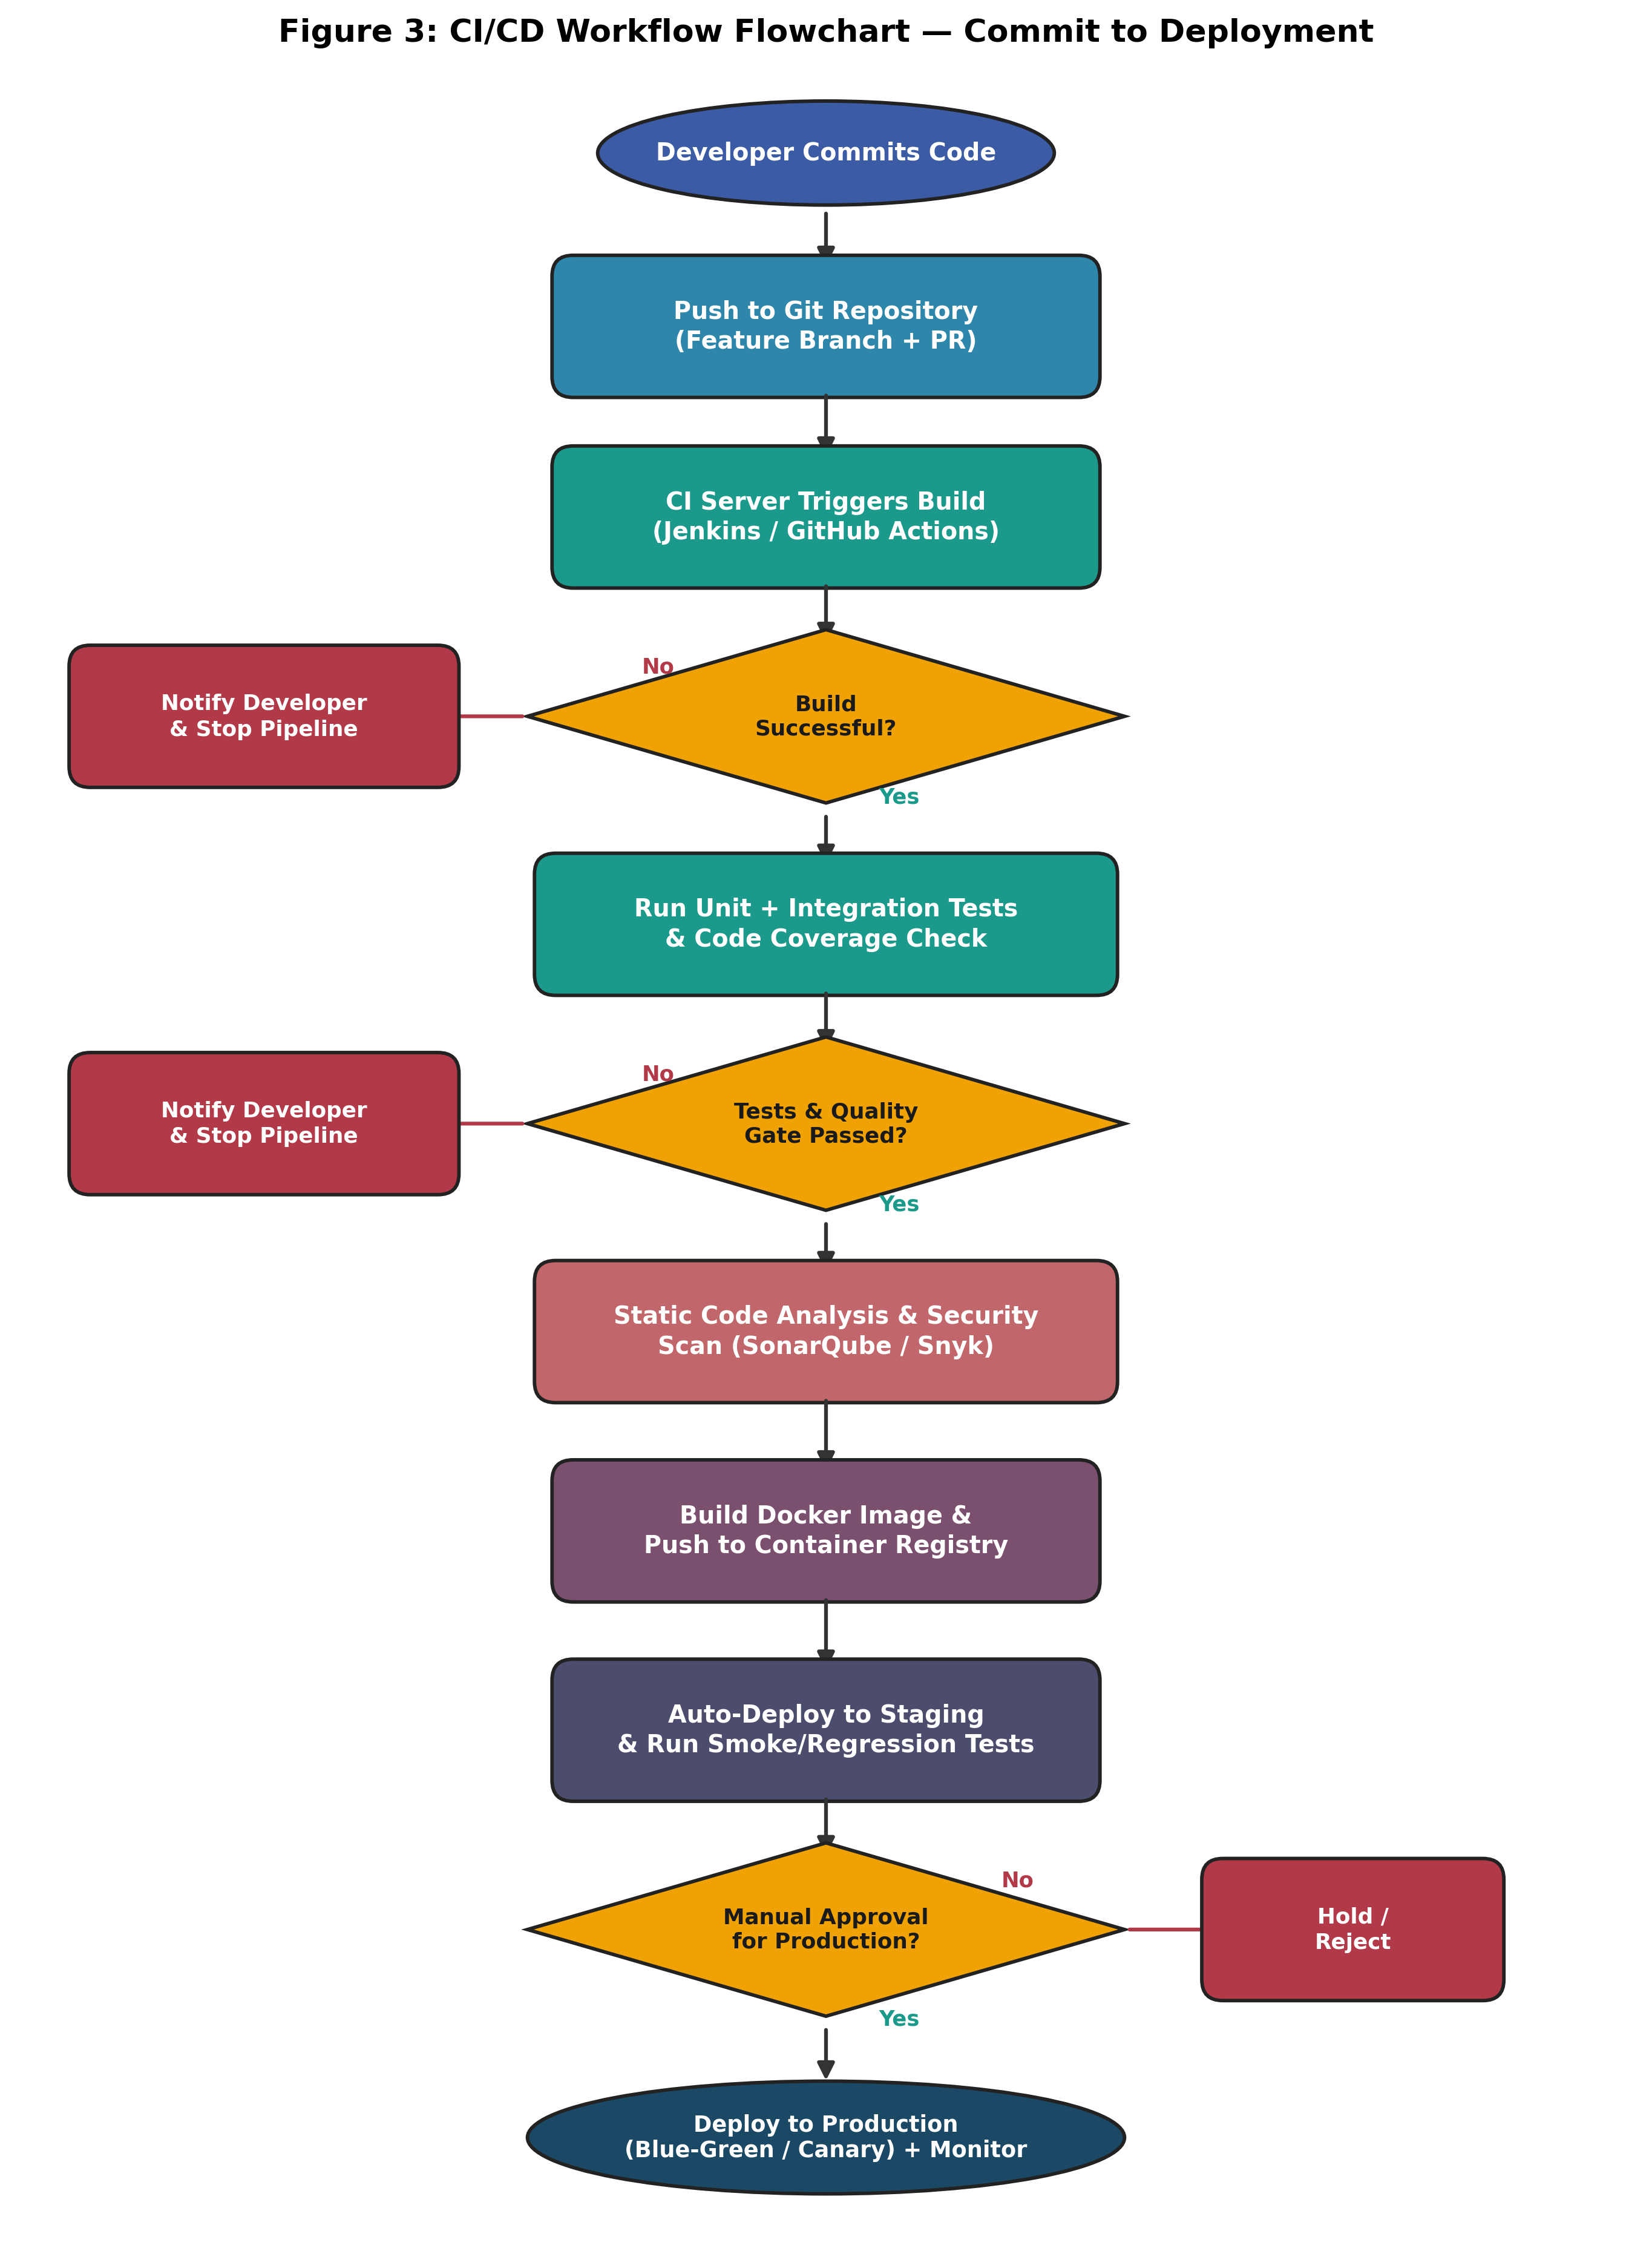 Figure 3: CI/CD Workflow Flowchart — Commit to Deployment
Developer Commits Code
Push to Git Repository
(Feature Branch + PR)
CI Server Triggers Build
(Jenkins / GitHub Actions)
No
Notify Developer
& Stop Pipeline
Build
Successful?
Yes
Run Unit + Integration Tests
& Code Coverage Check
No
Notify Developer
& Stop Pipeline
Tests & Quality
Gate Passed?
Yes
Static Code Analysis & Security
Scan (SonarQube / Snyk)
Build Docker Image &
Push to Container Registry
Auto-Deploy to Staging
& Run Smoke/Regression Tests
No
Manual Approval
for Production?
Hold /
Reject
Yes
Deploy to Production
(Blue-Green / Canary) + Monitor